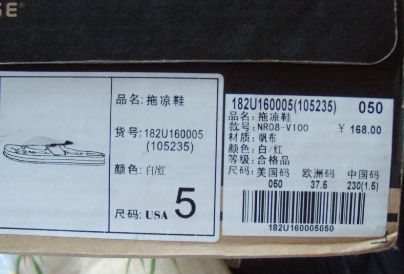 SE®
品名: 拖凉鞋
货号: 182U160005
(105235)
颜色: 白/红
尺码: USA 5
182U160005(105235) 050
品名: 拖凉鞋
款号: NR08-V100 ￥ 168.00
材质: 帆布
颜色: 白/红
等级: 合格品
尺码: 美国码 欧洲码 中国码
050 37.5 230(1.5)
182U160005050